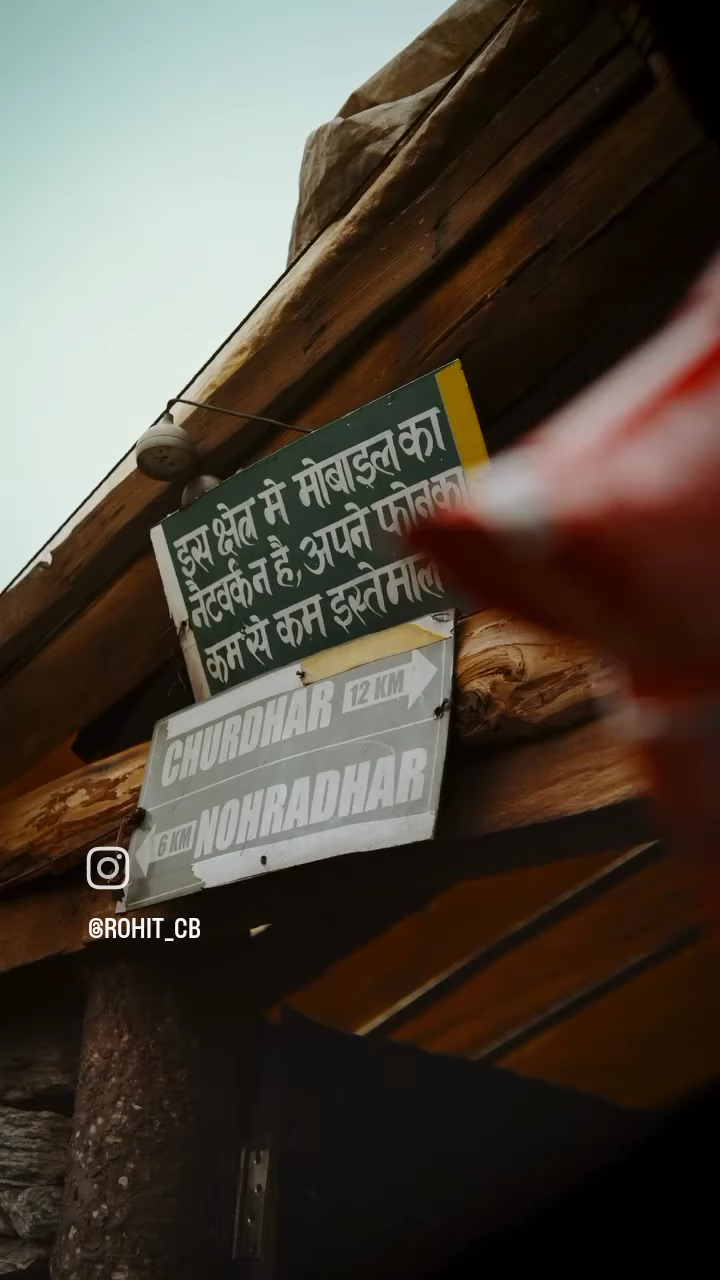 इस क्षेत्र मे मोबाइल का
नैटवर्क न है, अपने फोन का
कम से कम इस्तेमाल
CHURDHAR 12 KM
6 KM NOHRADHAR
@ROHIT_CB